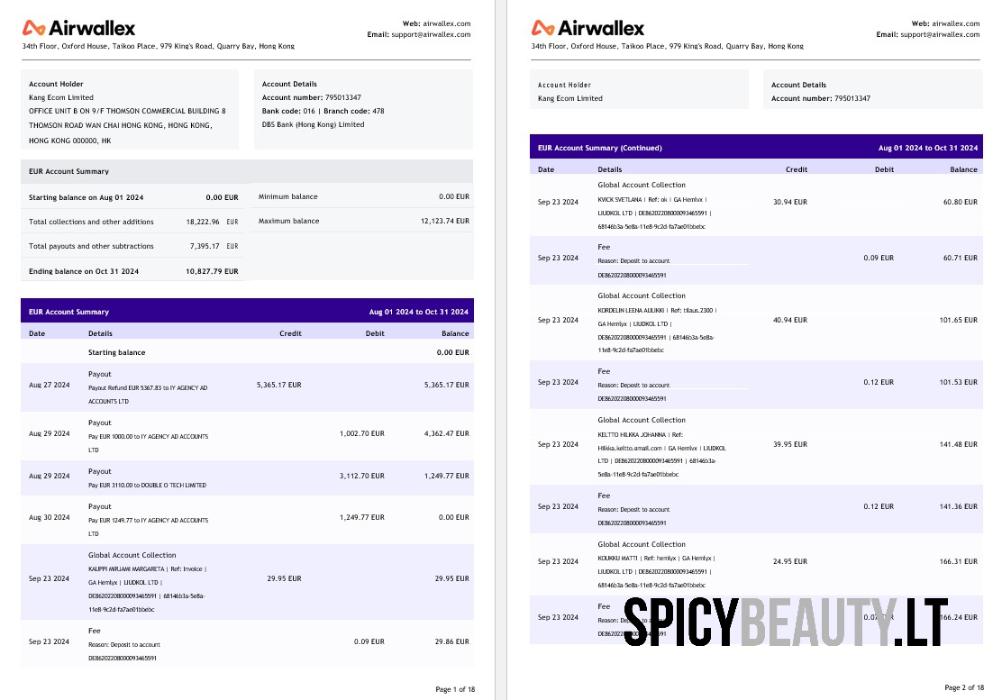 Airwallex
Web: airwallex.com
Email: support@airwallex.com
34th Floor, Oxford House, Taikoo Place, 979 King's Road, Quarry Bay, Hong Kong
Account Holder
Kang Ecom Limited
OFFICE UNIT B ON 9/F THOMSON COMMERCIAL BUILDING 8
THOMSON ROAD WAN CHAI HONG KONG, HONG KONG,
HONG KONG 000000, HK
Account Details
Account number: 795013347
Bank code: 016 | Branch code: 478
DBS Bank (Hong Kong) Limited
EUR Account Summary
Starting balance on Aug 01 2024 0.00 EUR Minimum balance 0.00 EUR
Total collections and other additions 18,222.96 EUR Maximum balance 12,123.74 EUR
Total payouts and other subtractions 7,395.17 EUR
Ending balance on Oct 31 2024 10,827.79 EUR
EUR Account Summary Aug 01 2024 to Oct 31 2024
Date Details Credit Debit Balance
Starting balance 0.00 EUR
Payout
Aug 27 2024 Payout Refund EUR 5367.83 to IY AGENCY AD 5,365.17 EUR 5,365.17 EUR
ACCOUNTS LTD
Payout
Aug 29 2024 Pay EUR 1000.00 to IY AGENCY AD ACCOUNTS 1,002.70 EUR 4,362.47 EUR
LTD
Payout
Aug 29 2024 3,112.70 EUR 1,249.77 EUR
Pay EUR 3110.00 to DOUBLE O TECH LIMITED
Payout
Aug 30 2024 Pay EUR 1249.77 to IY AGENCY AD ACCOUNTS 1,249.77 EUR 0.00 EUR
LTD
Global Account Collection
KAUPPI MIRJAMI MARGARETA | Ref: Invoice |
Sep 23 2024 GA Hemlyx | LIUDKOL LTD | 29.95 EUR 29.95 EUR
DE86202208000093465591 | 68146b3a-5e8a-
11e8-9c2d-fa7ae01bbebc
Fee
Sep 23 2024 Reason: Deposit to account 0.09 EUR 29.86 EUR
DE86202208000093465591
Page 1 of 18
Airwallex
Web: airwallex.com
Email: support@airwallex.com
34th Floor, Oxford House, Taikoo Place, 979 King's Road, Quarry Bay, Hong Kong
Account Holder
Kang Ecom Limited
Account Details
Account number: 795013347
EUR Account Summary (Continued) Aug 01 2024 to Oct 31 2024
Date Details Credit Debit Balance
Global Account Collection
KVICK SVETLANA | Ref: ok | GA Hemlyx |
Sep 23 2024 30.94 EUR 60.80 EUR
LIUDKOL LTD | DE86202208000093465591 |
68146b3a-5e8a-11e8-9c2d-fa7ae01bbebc
Fee
Sep 23 2024 Reason: Deposit to account 0.09 EUR 60.71 EUR
DE86202208000093465591
Global Account Collection
KORDELIN LEENA AULIKKI | Ref: tilaus.2300 |
Sep 23 2024 GA Hemlyx | LIUDKOL LTD | 40.94 EUR 101.65 EUR
DE86202208000093465591 | 68146b3a-5e8a-
11e8-9c2d-fa7ae01bbebc
Fee
Sep 23 2024 Reason: Deposit to account 0.12 EUR 101.53 EUR
DE86202208000093465591
Global Account Collection
KELTTO HILKKA JOHANNA | Ref:
Sep 23 2024 Hilkka.keltto.gmail.com | GA Hemlyx | LIUDKOL 39.95 EUR 141.48 EUR
LTD | DE86202208000093465591 | 68146b3a-
5e8a-11e8-9c2d-fa7ae01bbebc
Fee
Sep 23 2024 Reason: Deposit to account 0.12 EUR 141.36 EUR
DE86202208000093465591
Global Account Collection
KOUKKU MATTI | Ref: hemlyx | GA Hemlyx |
Sep 23 2024 24.95 EUR 166.31 EUR
LIUDKOL LTD | DE86202208000093465591 |
68146b3a-5e8a-11e8-9c2d-fa7ae01bbebc
Fee
Sep 23 2024 166.24 EUR
SPICYBEAUTY.LT
Page 2 of 18